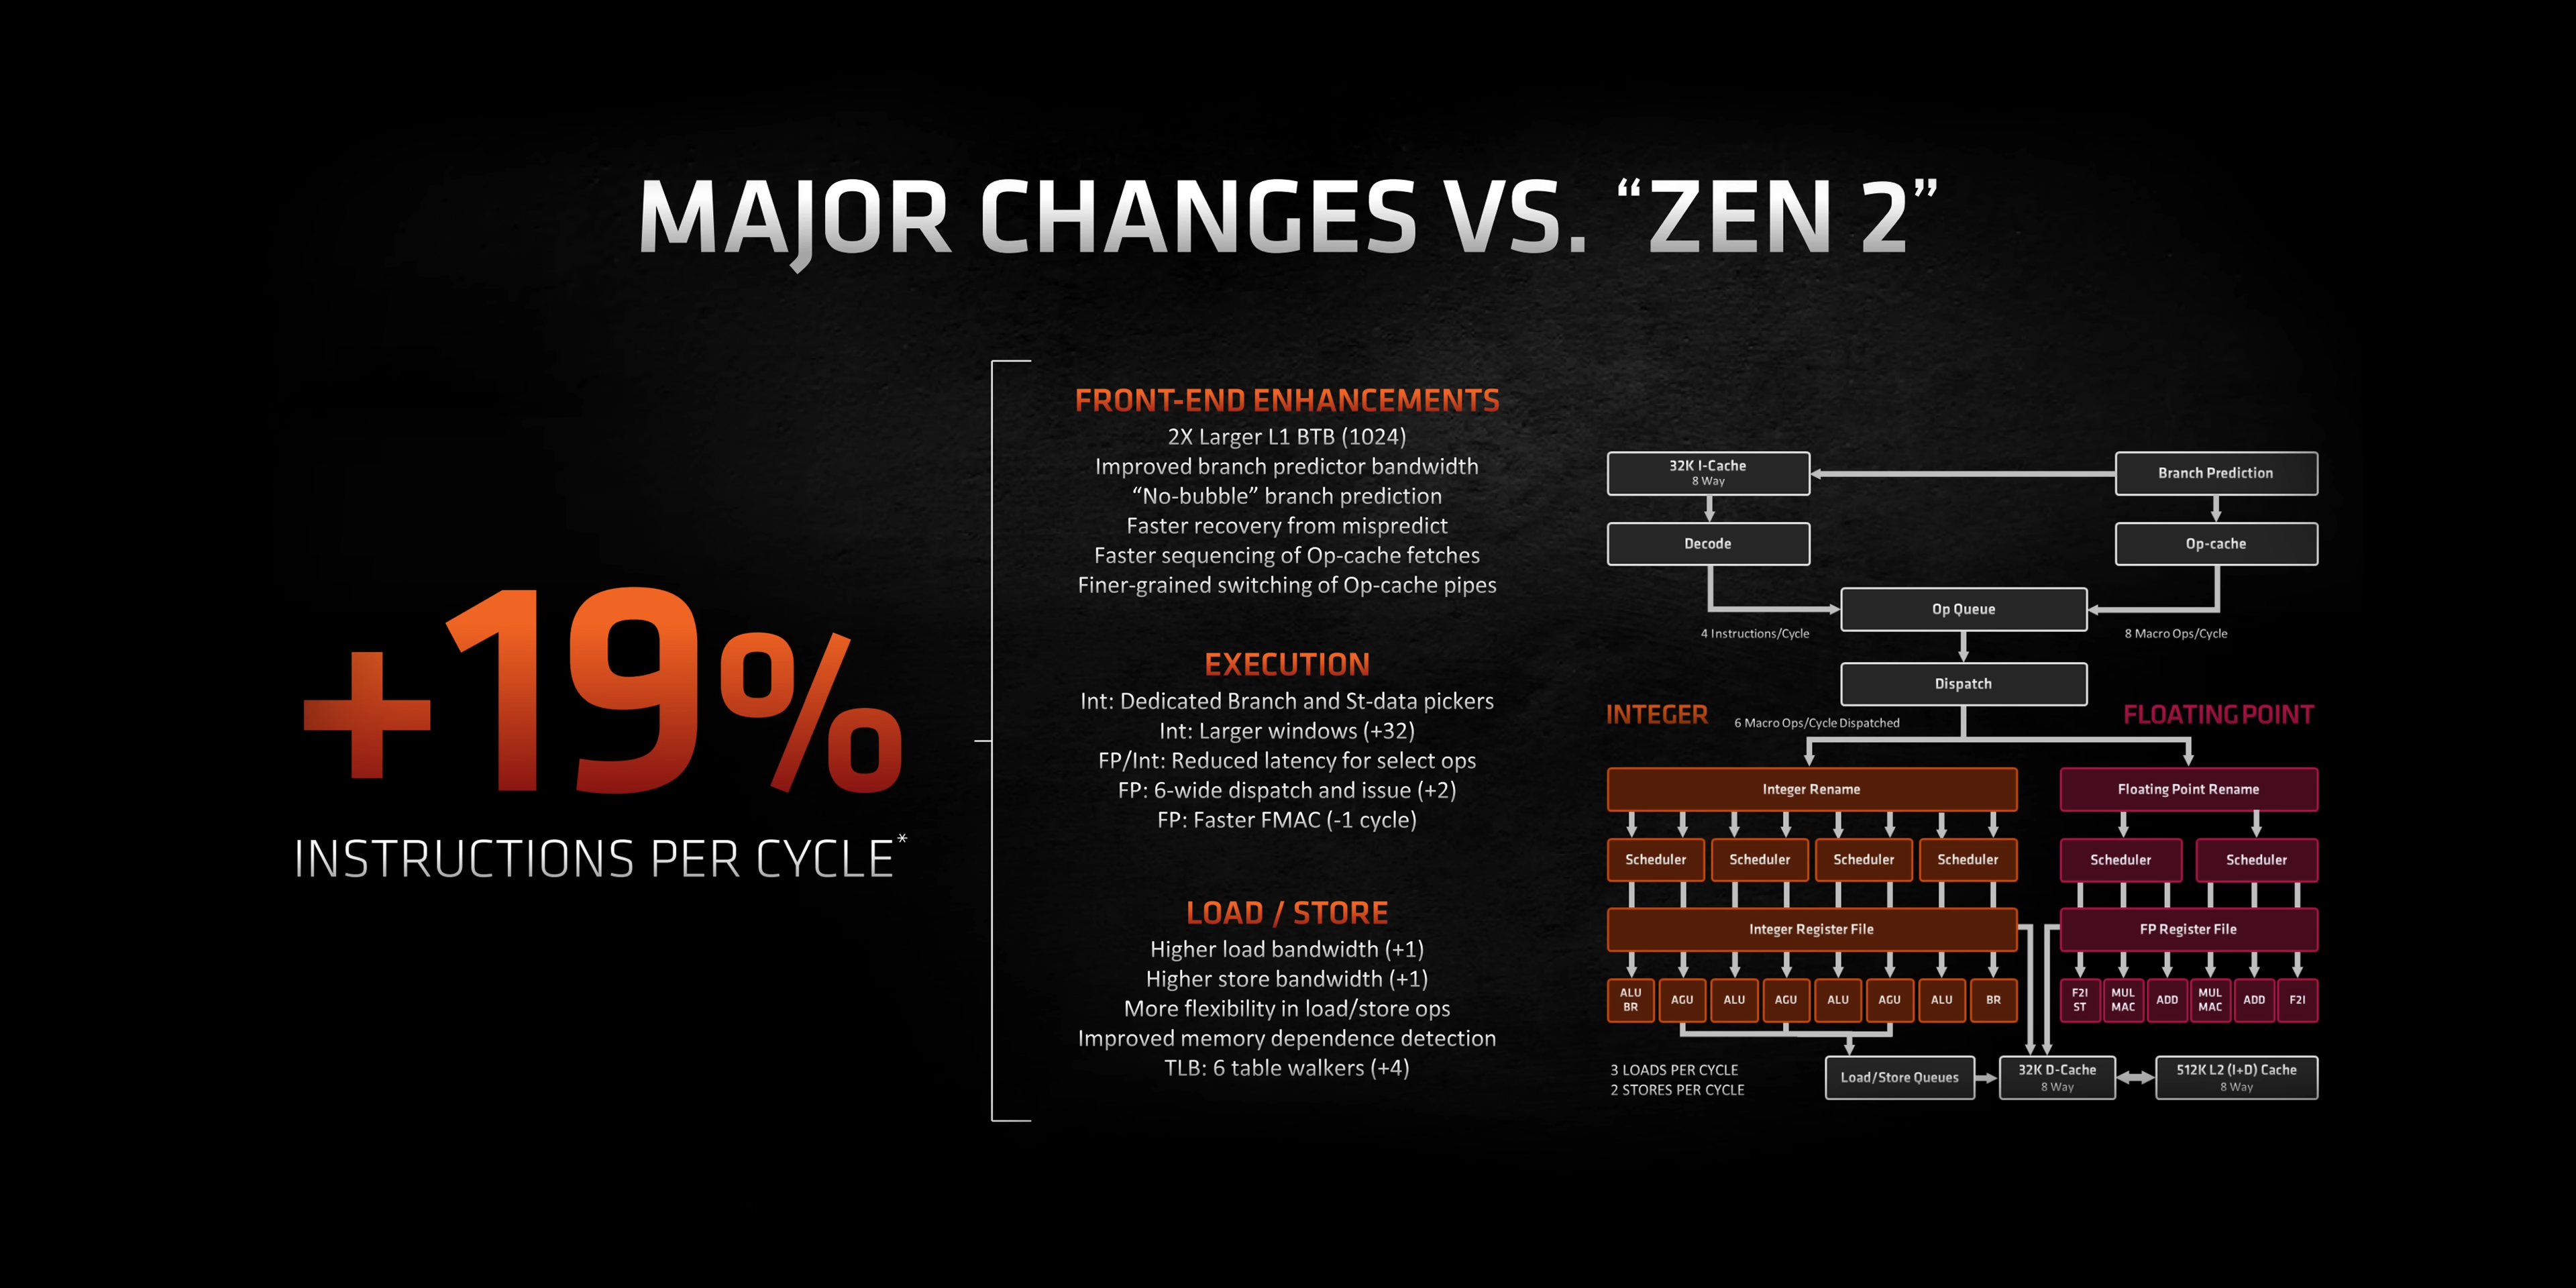 MAJOR CHANGES VS. “ZEN 2”
+19%
INSTRUCTIONS PER CYCLE*
FRONT-END ENHANCEMENTS
2X Larger L1 BTB (1024)
Improved branch predictor bandwidth
“No-bubble” branch prediction
Faster recovery from mispredict
Faster sequencing of Op-cache fetches
Finer-grained switching of Op-cache pipes
EXECUTION
Int: Dedicated Branch and St-data pickers
Int: Larger windows (+32)
FP/Int: Reduced latency for select ops
FP: 6-wide dispatch and issue (+2)
FP: Faster FMAC (-1 cycle)
LOAD / STORE
Higher load bandwidth (+1)
Higher store bandwidth (+1)
More flexibility in load/store ops
Improved memory dependence detection
TLB: 6 table walkers (+4)
32K I-Cache
8 Way
Branch Prediction
Decode
Op-cache
Op Queue
4 Instructions/Cycle
8 Macro Ops/Cycle
Dispatch
INTEGER
6 Macro Ops/Cycle Dispatched
FLOATING POINT
Integer Rename
Floating Point Rename
Scheduler
Scheduler
Scheduler
Scheduler
Scheduler
Scheduler
Integer Register File
FP Register File
ALU
BR
AGU
ALU
AGU
ALU
AGU
ALU
BR
F2I
ST
MUL
MAC
ADD
MUL
MAC
ADD
F2I
3 LOADS PER CYCLE
2 STORES PER CYCLE
Load/Store Queues
32K D-Cache
8 Way
512K L2 (I+D) Cache
8 Way